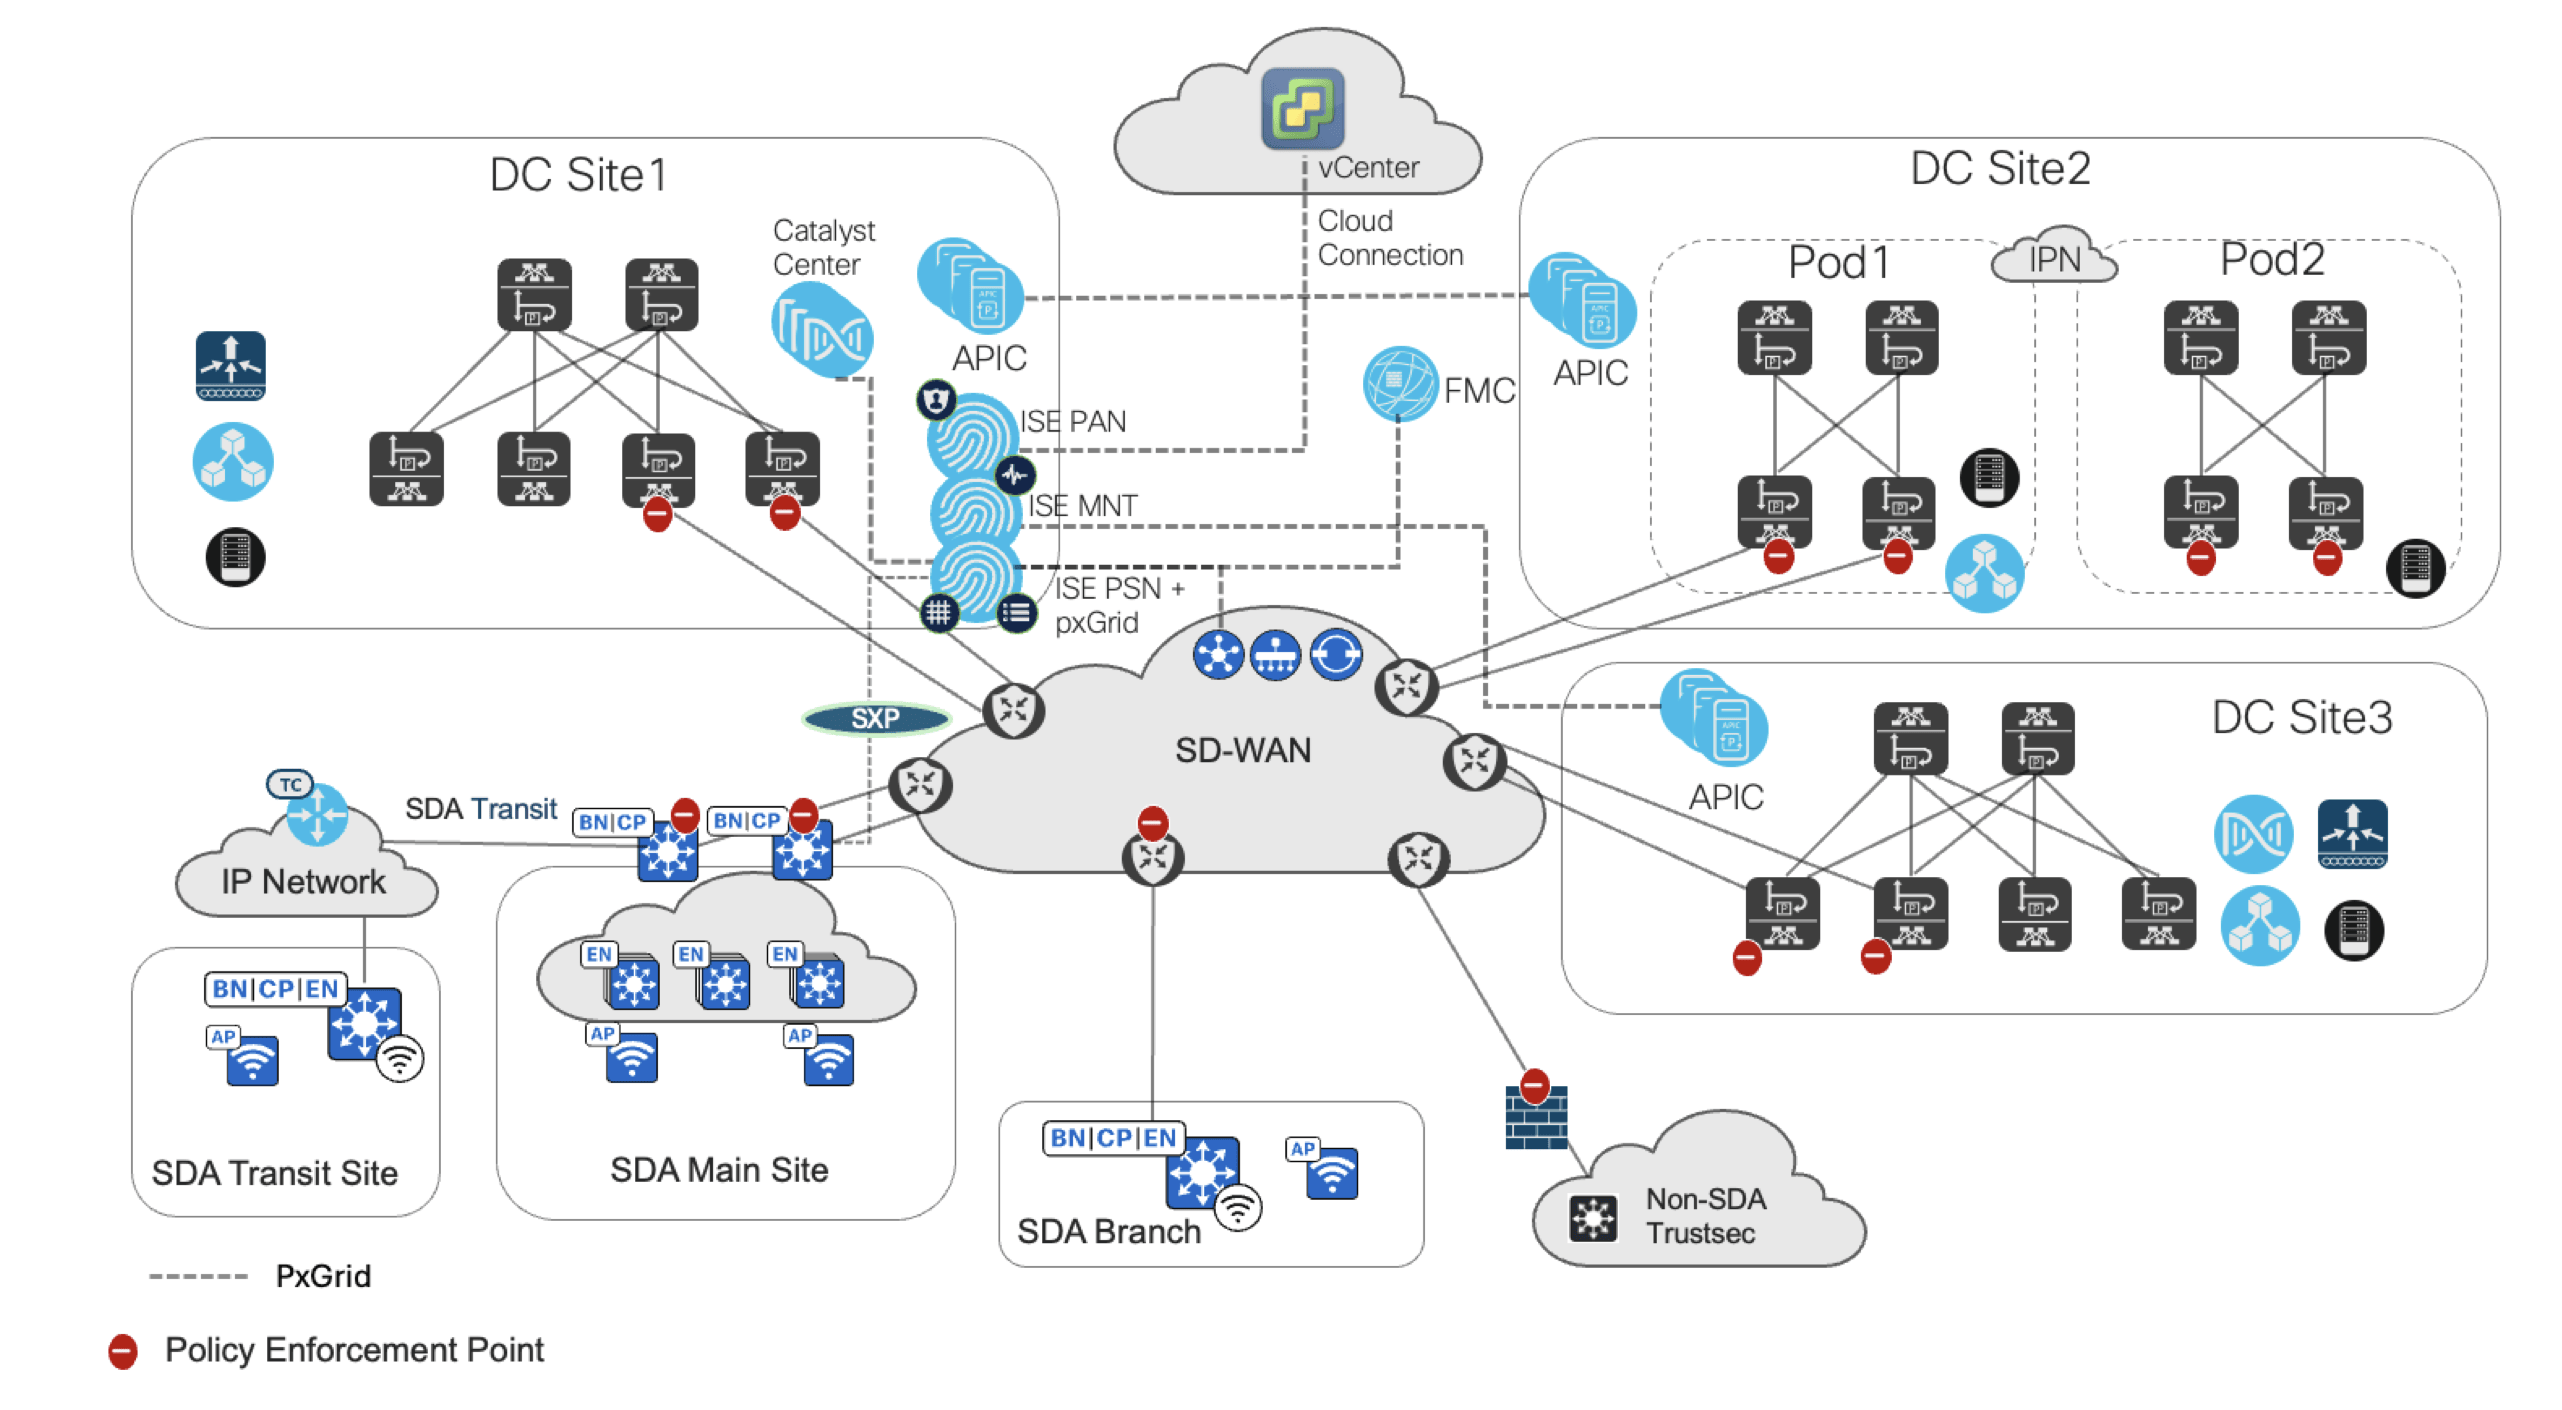 vCenter
Cloud
Connection
DC Site1
Catalyst
Center
APIC
ISE PAN
ISE MNT
ISE PSN +
pxGrid
FMC
DC Site2
APIC
Pod1
IPN
Pod2
SXP
SD-WAN
DC Site3
APIC
TC
IP Network
SDA Transit
BN|CP
BN|CP
BN|CP|EN
AP
SDA Transit Site
EN
EN
EN
AP
AP
SDA Main Site
BN|CP|EN
AP
SDA Branch
Non-SDA
Trustsec
PxGrid
Policy Enforcement Point